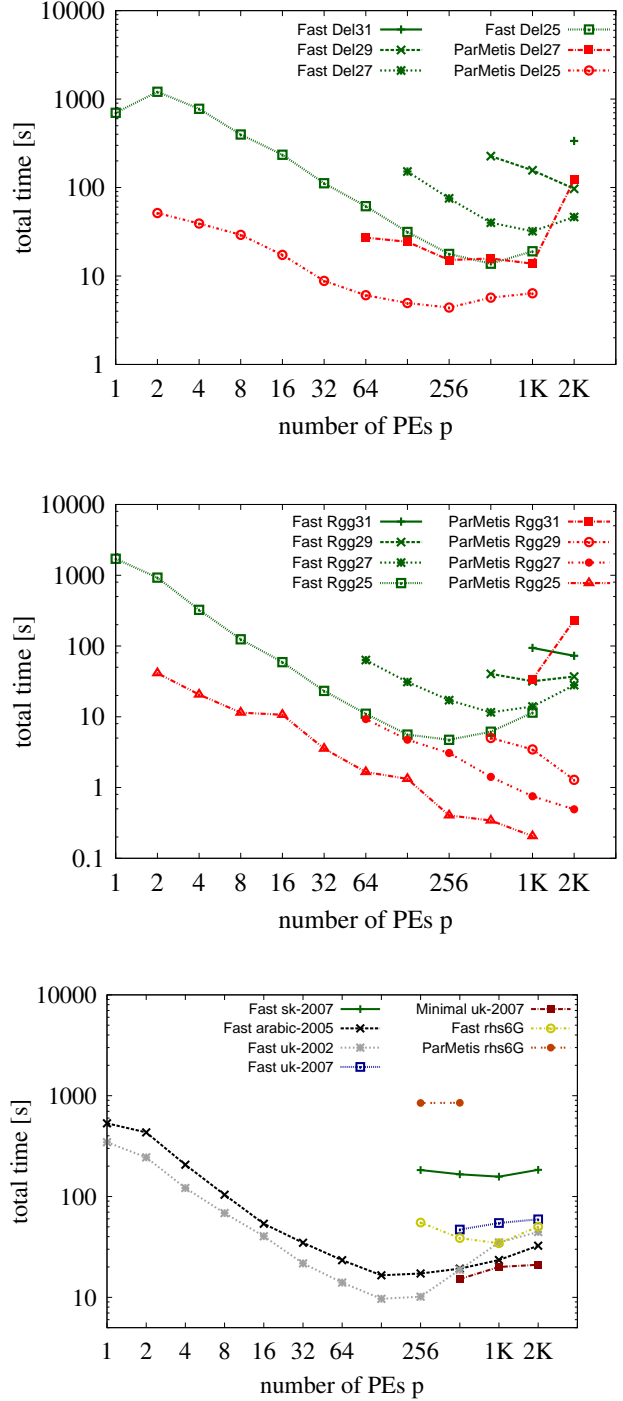 10000
1000
100
10
1
total time [s]
Fast Del31
Fast Del29
Fast Del27
Fast Del25
ParMetis Del27
ParMetis Del25
1 2 4 8 16 32 64 256 1K 2K
number of PEs p
10000
1000
100
10
1
0.1
total time [s]
Fast Rgg31
Fast Rgg29
Fast Rgg27
Fast Rgg25
ParMetis Rgg31
ParMetis Rgg29
ParMetis Rgg27
ParMetis Rgg25
1 2 4 8 16 32 64 256 1K 2K
number of PEs p
10000
1000
100
10
total time [s]
Fast sk-2007
Fast arabic-2005
Fast uk-2002
Fast uk-2007
Minimal uk-2007
Fast rhs6G
ParMetis rhs6G
1 2 4 8 16 32 64 256 1K 2K
number of PEs p